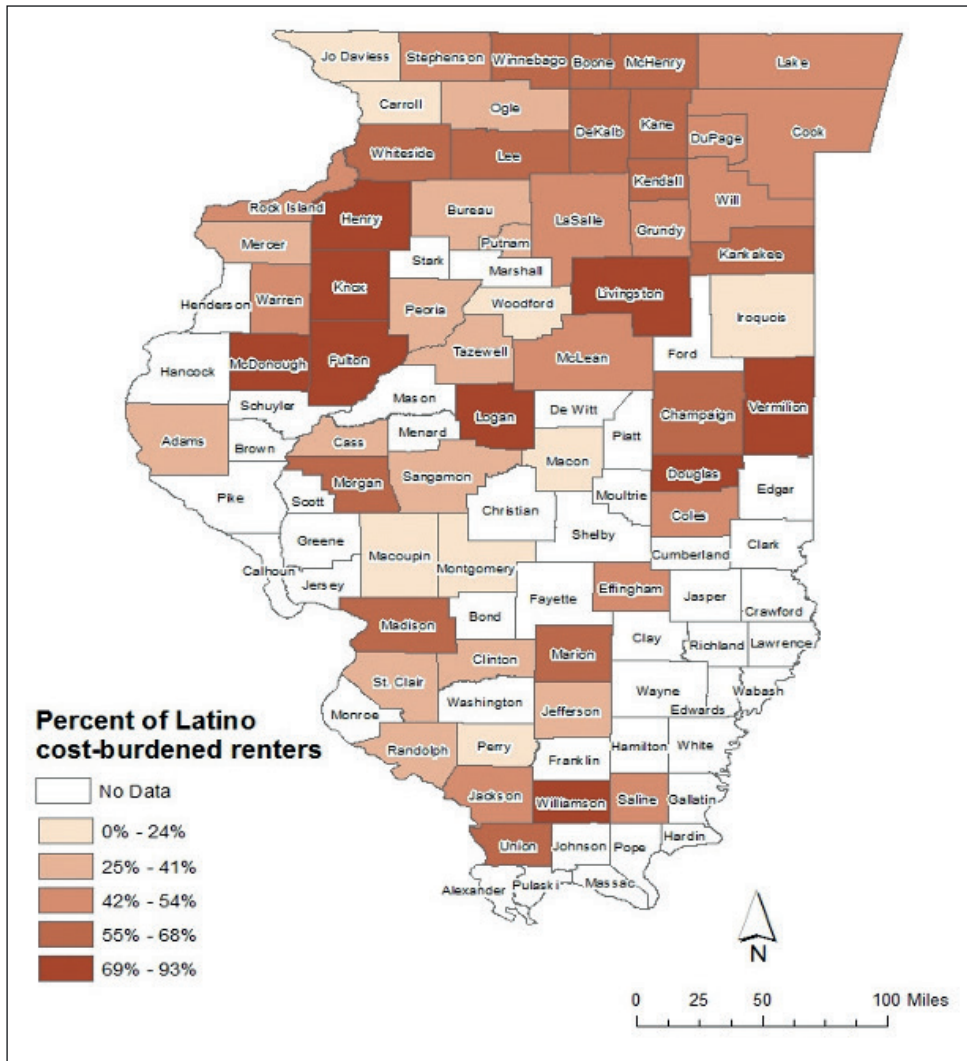 Jo Daviess
Stephenson
Winnebago
Boone
McHenry
Lake
Carroll
Ogle
DeKalb
Kane
DuPage
Cook
Whiteside
Lee
Kendall
Will
Rock Island
Henry
Bureau
LaSalle
Grundy
Mercer
Putnam
Kankakee
Stark
Marshall
Henderson
Warren
Knox
Peoria
Woodford
Livingston
Iroquois
Hancock
McDonough
Fulton
Tazewell
McLean
Ford
Schuyler
Mason
Logan
De Witt
Champaign
Vermilion
Adams
Brown
Cass
Menard
Macon
Piatt
Pike
Scott
Morgan
Sangamon
Christian
Moultrie
Douglas
Edgar
Coles
Greene
Shelby
Calhoun
Jersey
Macoupin
Montgomery
Cumberland
Clark
Madison
Bond
Fayette
Effingham
Jasper
Crawford
St. Clair
Clinton
Marion
Clay
Richland
Lawrence
Monroe
Washington
Jefferson
Wayne
Edwards
Wabash
Randolph
Perry
Franklin
Hamilton
White
Jackson
Williamson
Saline
Gallatin
Union
Johnson
Pope
Hardin
Alexander
Pulaski
Massac
Percent of Latino
cost-burdened renters
No Data
0% - 24%
25% - 41%
42% - 54%
55% - 68%
69% - 93%
N
0 25 50 100 Miles